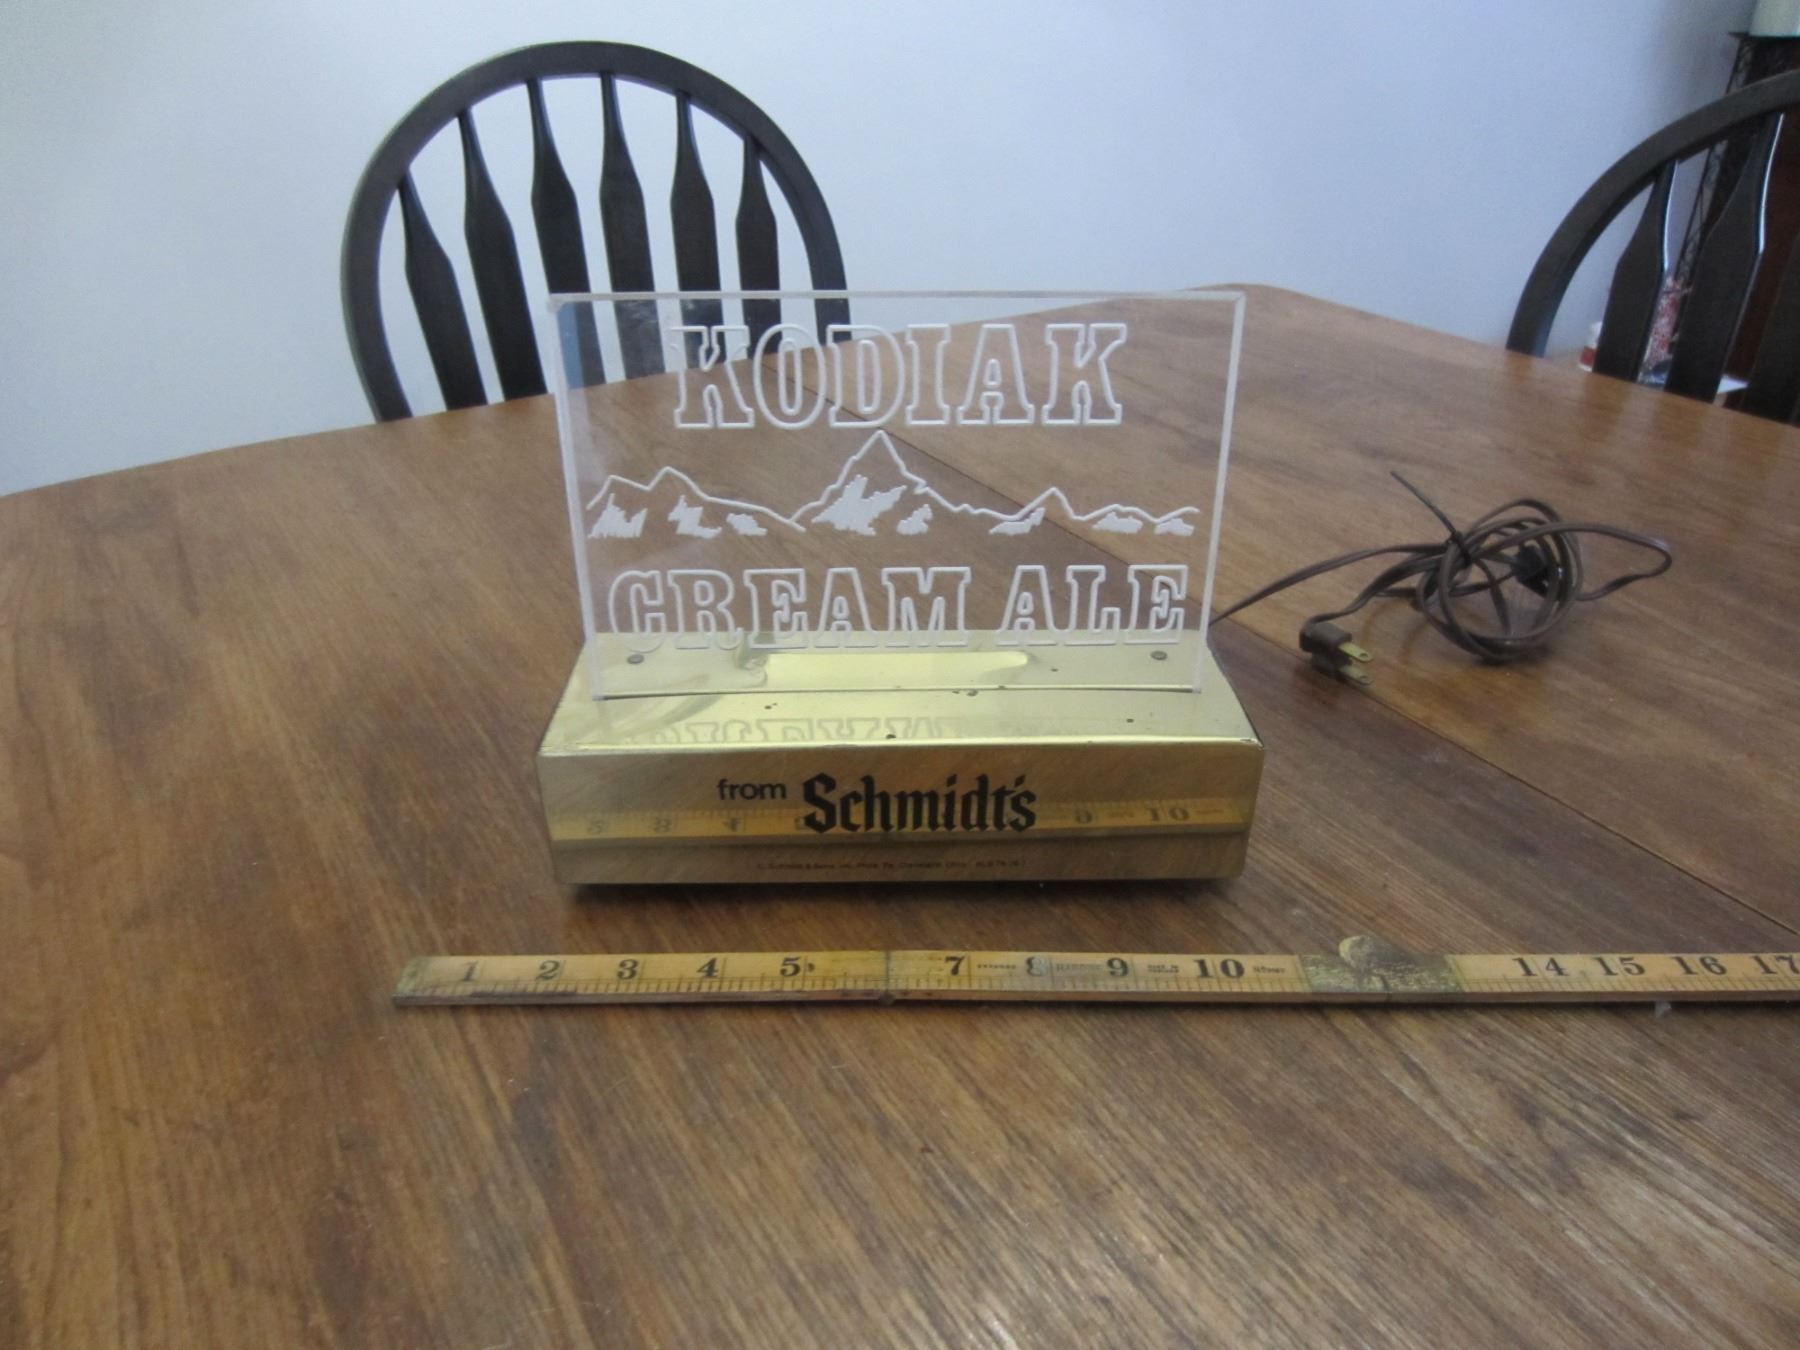 KODIAK
CREAM ALE
from Schmidt's
1 2 3 4 5 7 8 9 10 14 15 16 17